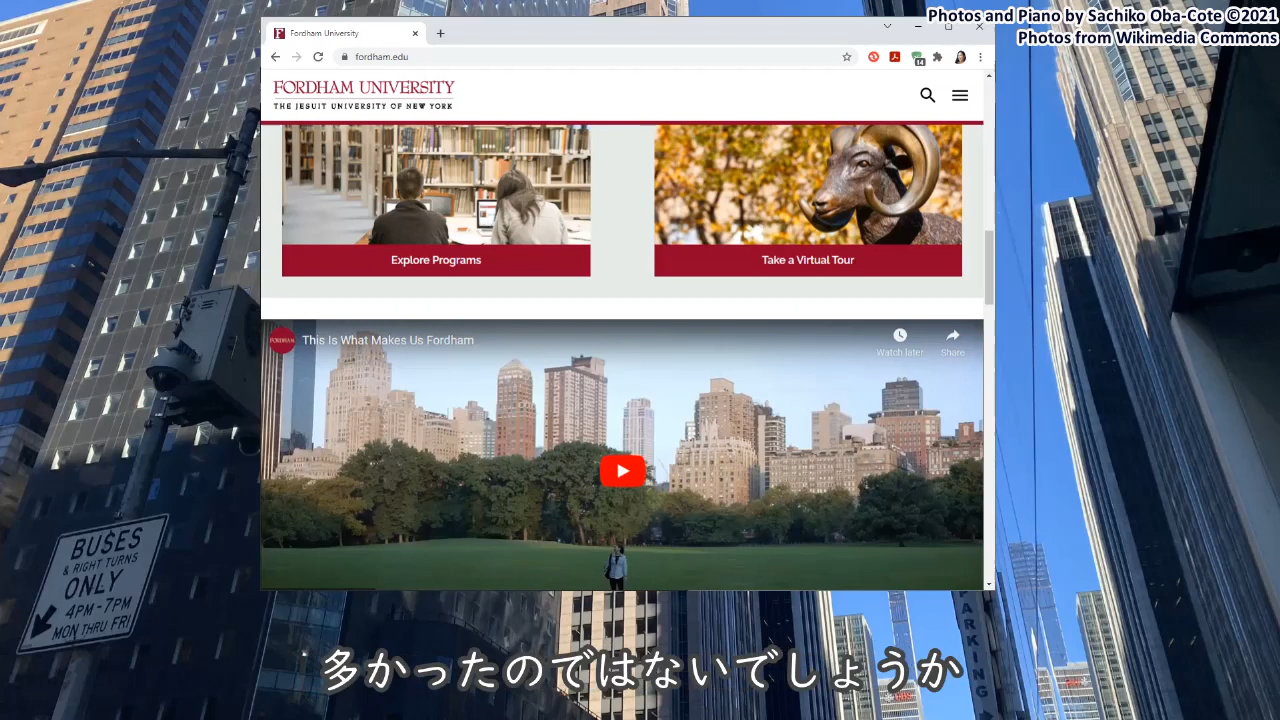 Photos and Piano by Sachiko Oba-Cote ©2021
Photos from Wikimedia Commons
Fordham University
fordham.edu
14
FORDHAM UNIVERSITY
THE JESUIT UNIVERSITY OF NEW YORK
Explore Programs
Take a Virtual Tour
FORDHAM
This Is What Makes Us Fordham
Watch later
Share
BUSES
& RIGHT TURNS
ONLY
4PM-7PM
MON THRU FRI
PARKING
多かったのではないでしょうか